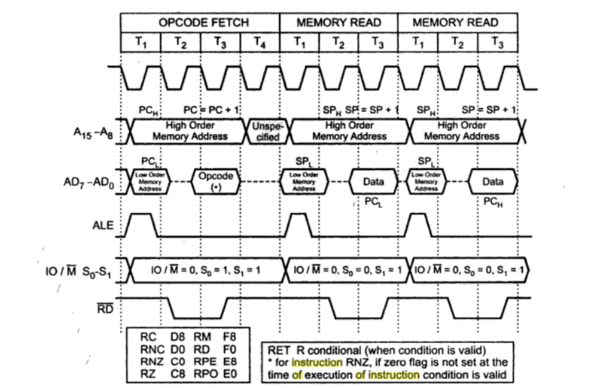 OPCODE FETCH MEMORY READ MEMORY READ
T1 T2 T3 T4 T1 T2 T3 T1 T2 T3
PCH PC = PC + 1 SPH SP = SP + 1 SPH SP = SP + 1
A15 –A8 High Order Memory Address Unspe- cified High Order Memory Address High Order Memory Address
PCL SPL SPL
AD7 –AD0 Low Order Memory Address Opcode (*) Low Order Memory Address Data Low Order Memory Address Data
PCL PCH
ALE
IO / M̅ S0-S1 IO / M̅ = 0, S0 = 1, S1 = 1 IO / M̅ = 0, S0 = 0, S1 = 1 IO / M̅ = 0, S0 = 0, S1 = 1
R̅D̅
RC D8 RM F8
RNC D0 RD F0
RNZ C0 RPE E8
RZ C8 RPO E0
RET R conditional (when condition is valid)
* for instruction RNZ, if zero flag is not set at the
time of execution of instruction condition is valid